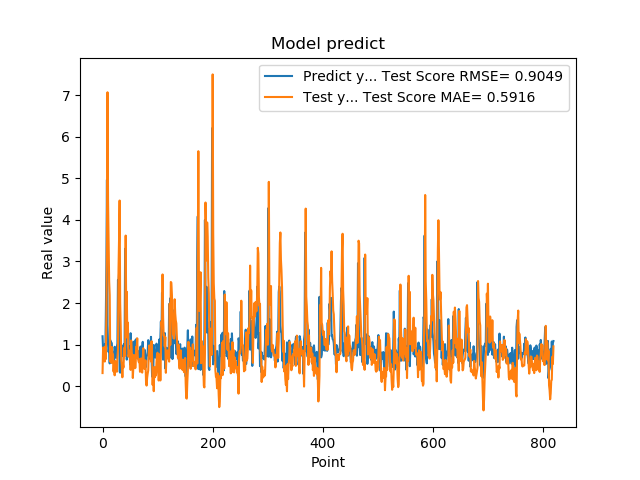 Model predict
Predict y... Test Score RMSE= 0.9049
Test y... Test Score MAE= 0.5916
7
6
5
4
3
2
1
0
Real value
0 200 400 600 800
Point